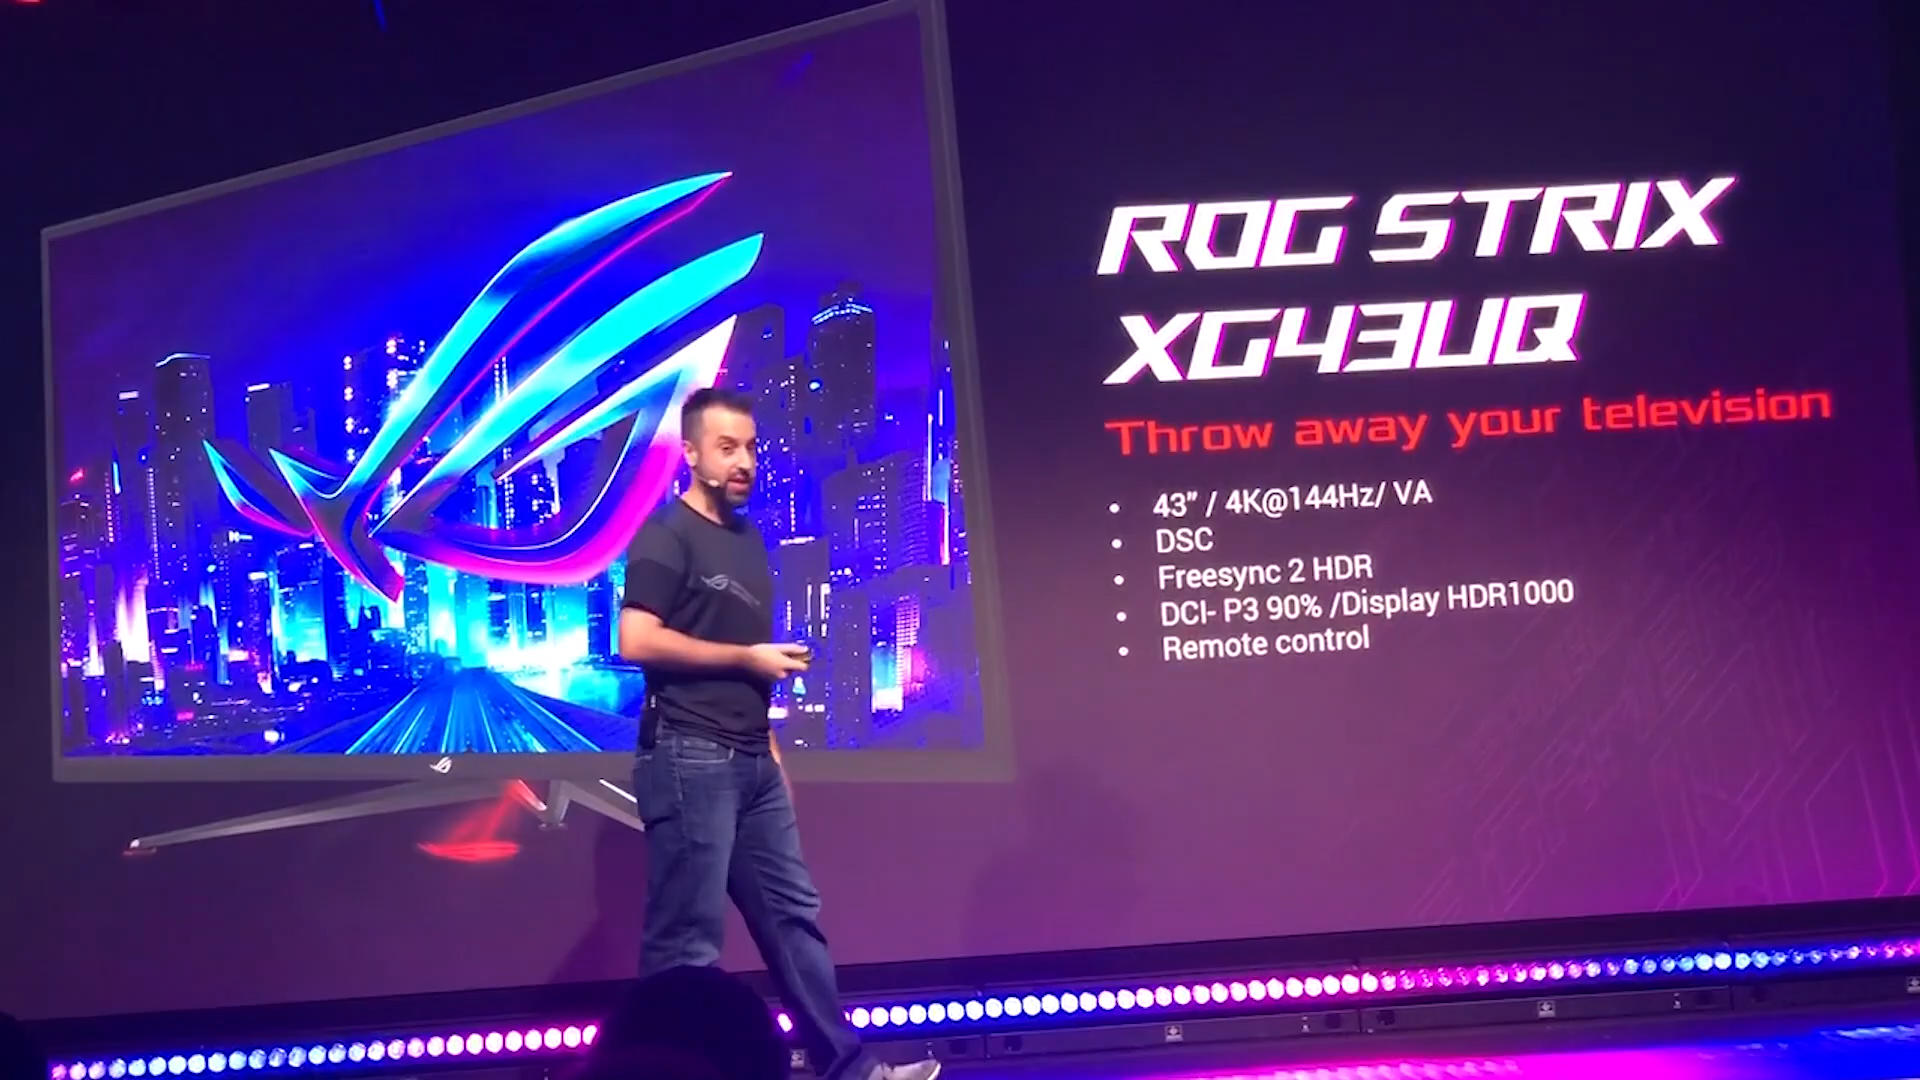 ROG STRIX
XG43UQ
Throw away your television
• 43” / 4K@144Hz/ VA
• DSC
• Freesync 2 HDR
• DCI- P3 90% /Display HDR1000
• Remote control